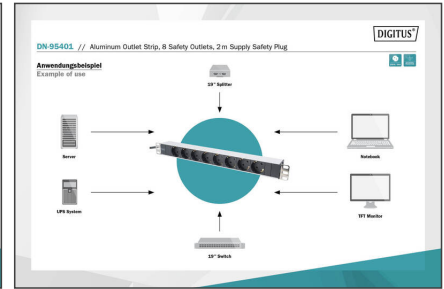 DIGITUS®
DN-95401 // Aluminum Outlet Strip, 8 Safety Outlets, 2 m Supply Safety Plug
Anwendungsbeispiel
Example of use
19" Splitter
Server
Notebook
UPS System
TFT Monitor
19" Switch